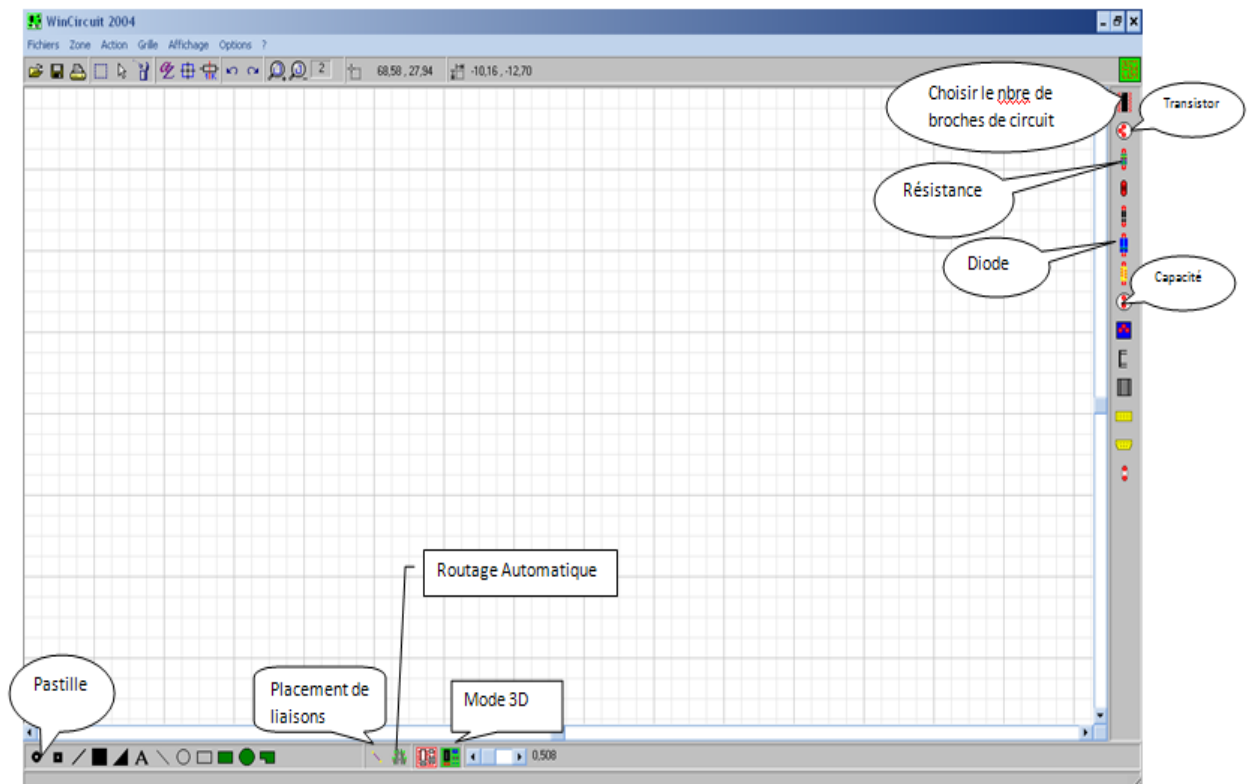 WinCircuit 2004
Fichiers Zone Action Grille Affichage Options ?
2 68,58 , 27,94 -10,16 , -12,70
Choisir le nbre de
broches de circuit
Transistor
Résistance
Diode
Capacité
Routage Automatique
Pastille
Placement de
liaisons
Mode 3D
A
0,508